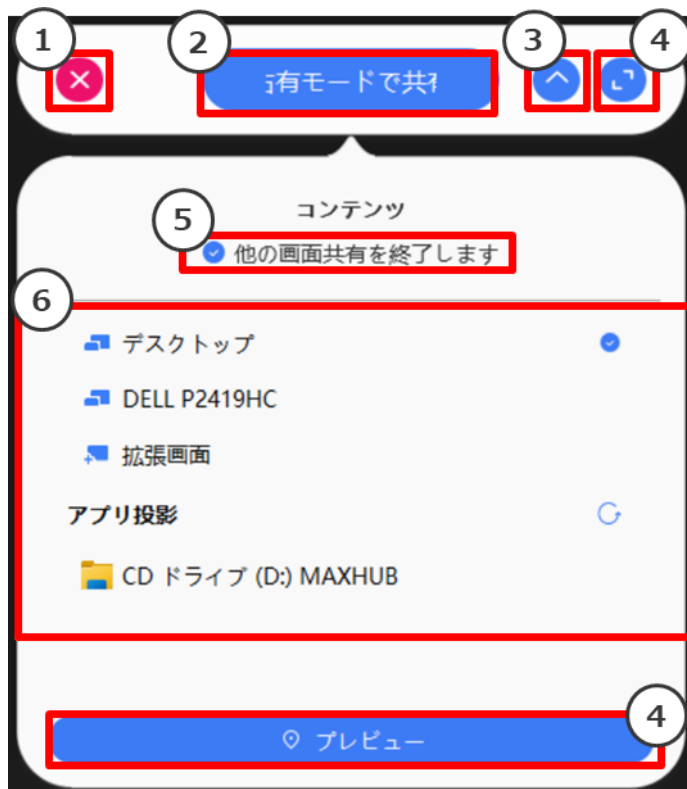 1
2
3
4
有モードで共
コンテンツ
5
他の画面共有を終了します
6
デスクトップ
DELL P2419HC
拡張画面
アプリ投影
CD ドライブ (D:) MAXHUB
4
プレビュー